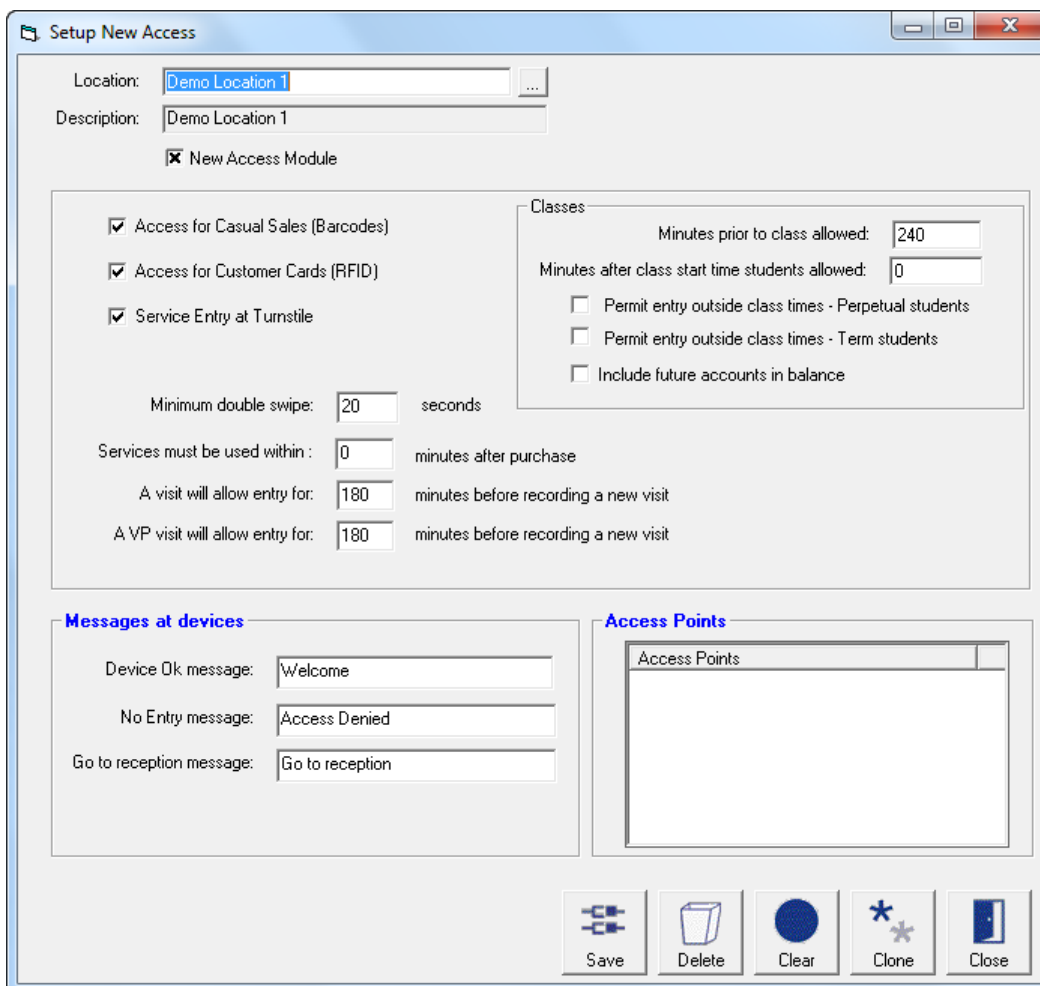 Setup New Access
Location: Demo Location 1 ...
Description: Demo Location 1
New Access Module
Access for Casual Sales (Barcodes)
Access for Customer Cards (RFID)
Service Entry at Turnstile
Classes
Minutes prior to class allowed: 240
Minutes after class start time students allowed: 0
Permit entry outside class times - Perpetual students
Permit entry outside class times - Term students
Include future accounts in balance
Minimum double swipe: 20 seconds
Services must be used within : 0 minutes after purchase
A visit will allow entry for: 180 minutes before recording a new visit
A VP visit will allow entry for: 180 minutes before recording a new visit
Messages at devices
Device Ok message: Welcome
No Entry message: Access Denied
Go to reception message: Go to reception
Access Points
Access Points
Save Delete Clear Clone Close